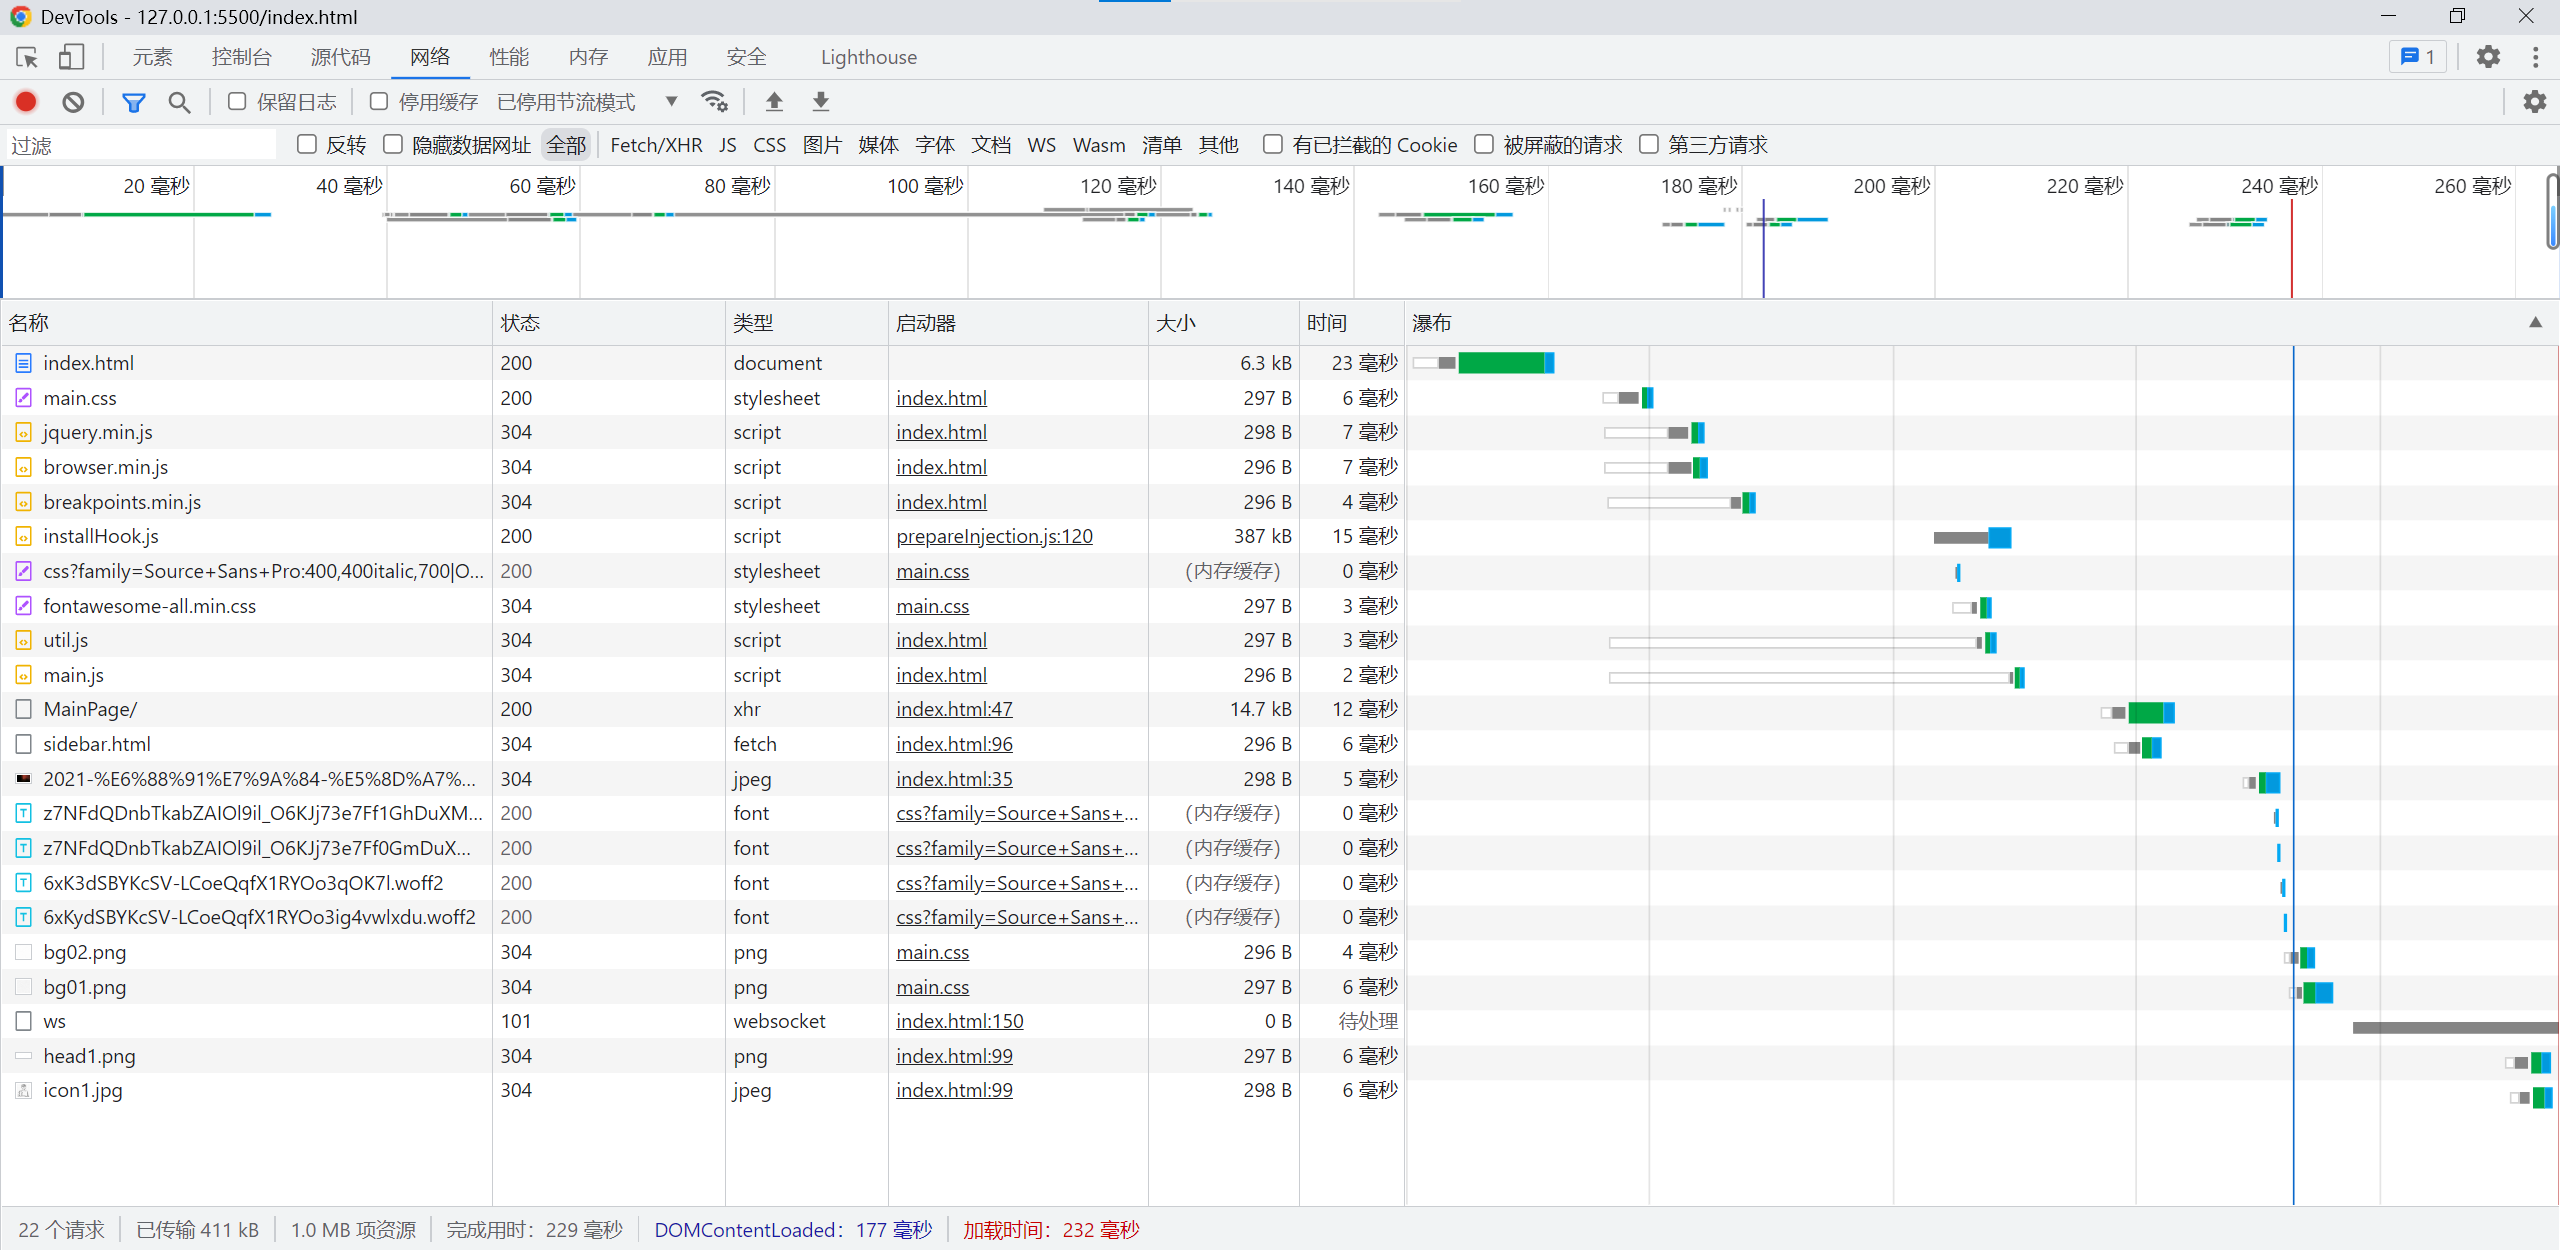 DevTools - 127.0.0.1:5500/index.html
元素 控制台 源代码 网络 性能 内存 应用 安全 Lighthouse 1
保留日志 停用缓存 已停用节流模式
过滤 反转 隐藏数据网址 全部 Fetch/XHR JS CSS 图片 媒体 字体 文档 WS Wasm 清单 其他 有已拦截的 Cookie 被屏蔽的请求 第三方请求
20 毫秒 40 毫秒 60 毫秒 80 毫秒 100 毫秒 120 毫秒 140 毫秒 160 毫秒 180 毫秒 200 毫秒 220 毫秒 240 毫秒 260 毫秒
名称 状态 类型 启动器 大小 时间 瀑布
index.html 200 document 6.3 kB 23 毫秒
main.css 200 stylesheet index.html 297 B 6 毫秒
jquery.min.js 304 script index.html 298 B 7 毫秒
browser.min.js 304 script index.html 296 B 7 毫秒
breakpoints.min.js 304 script index.html 296 B 4 毫秒
installHook.js 200 script prepareInjection.js:120 387 kB 15 毫秒
css?family=Source+Sans+Pro:400,400italic,700|O... 200 stylesheet main.css (内存缓存) 0 毫秒
fontawesome-all.min.css 304 stylesheet main.css 297 B 3 毫秒
util.js 304 script index.html 297 B 3 毫秒
main.js 304 script index.html 296 B 2 毫秒
MainPage/ 200 xhr index.html:47 14.7 kB 12 毫秒
sidebar.html 304 fetch index.html:96 296 B 6 毫秒
2021-%E6%88%91%E7%9A%84-%E5%8D%A7%... 304 jpeg index.html:35 298 B 5 毫秒
z7NFdQDnbTkabZAIOl9il_O6KJj73e7Ff1GhDuXM... 200 font css?family=Source+Sans+... (内存缓存) 0 毫秒
z7NFdQDnbTkabZAIOl9il_O6KJj73e7Ff0GmDuX... 200 font css?family=Source+Sans+... (内存缓存) 0 毫秒
6xK3dSBYKcSV-LCoeQqfX1RYOo3qOK7l.woff2 200 font css?family=Source+Sans+... (内存缓存) 0 毫秒
6xKydSBYKcSV-LCoeQqfX1RYOo3ig4vwlxdu.woff2 200 font css?family=Source+Sans+... (内存缓存) 0 毫秒
bg02.png 304 png main.css 296 B 4 毫秒
bg01.png 304 png main.css 297 B 6 毫秒
ws 101 websocket index.html:150 0 B 待处理
head1.png 304 png index.html:99 297 B 6 毫秒
icon1.jpg 304 jpeg index.html:99 298 B 6 毫秒
22 个请求 已传输 411 kB 1.0 MB 项资源 完成用时：229 毫秒 DOMContentLoaded：177 毫秒 加载时间：232 毫秒